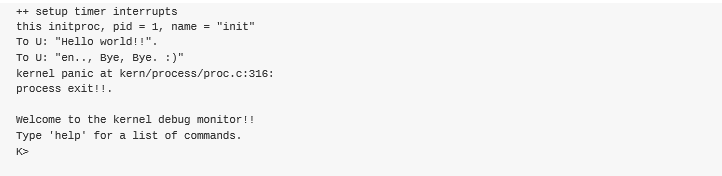 ++ setup timer interrupts
this initproc, pid = 1, name = "init"
To U: "Hello world!!".
To U: "en.., Bye, Bye. :)"
kernel panic at kern/process/proc.c:316:
process exit!!.
Welcome to the kernel debug monitor!!
Type 'help' for a list of commands.
K>